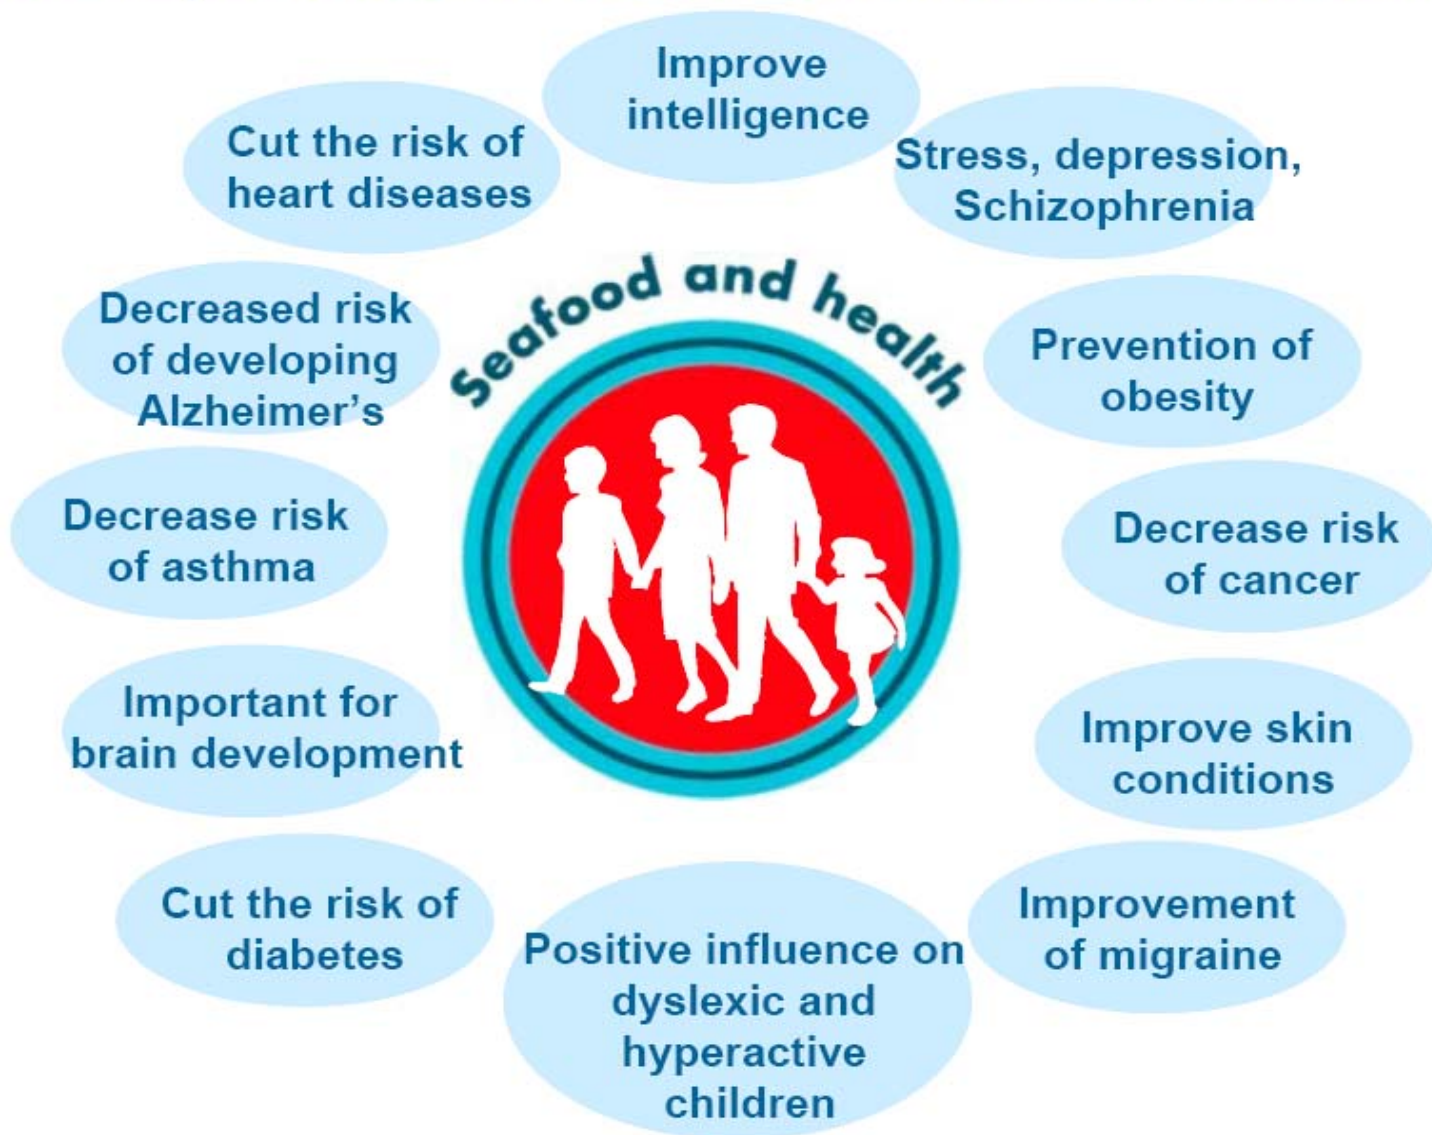 Improve
intelligence
Cut the risk of
heart diseases
Stress, depression,
Schizophrenia
Seafood and health
Decreased risk
of developing
Alzheimer’s
Prevention of
obesity
Decrease risk
of asthma
Decrease risk
of cancer
Important for
brain development
Improve skin
conditions
Cut the risk of
diabetes
Positive influence on
dyslexic and
hyperactive
children
Improvement
of migraine